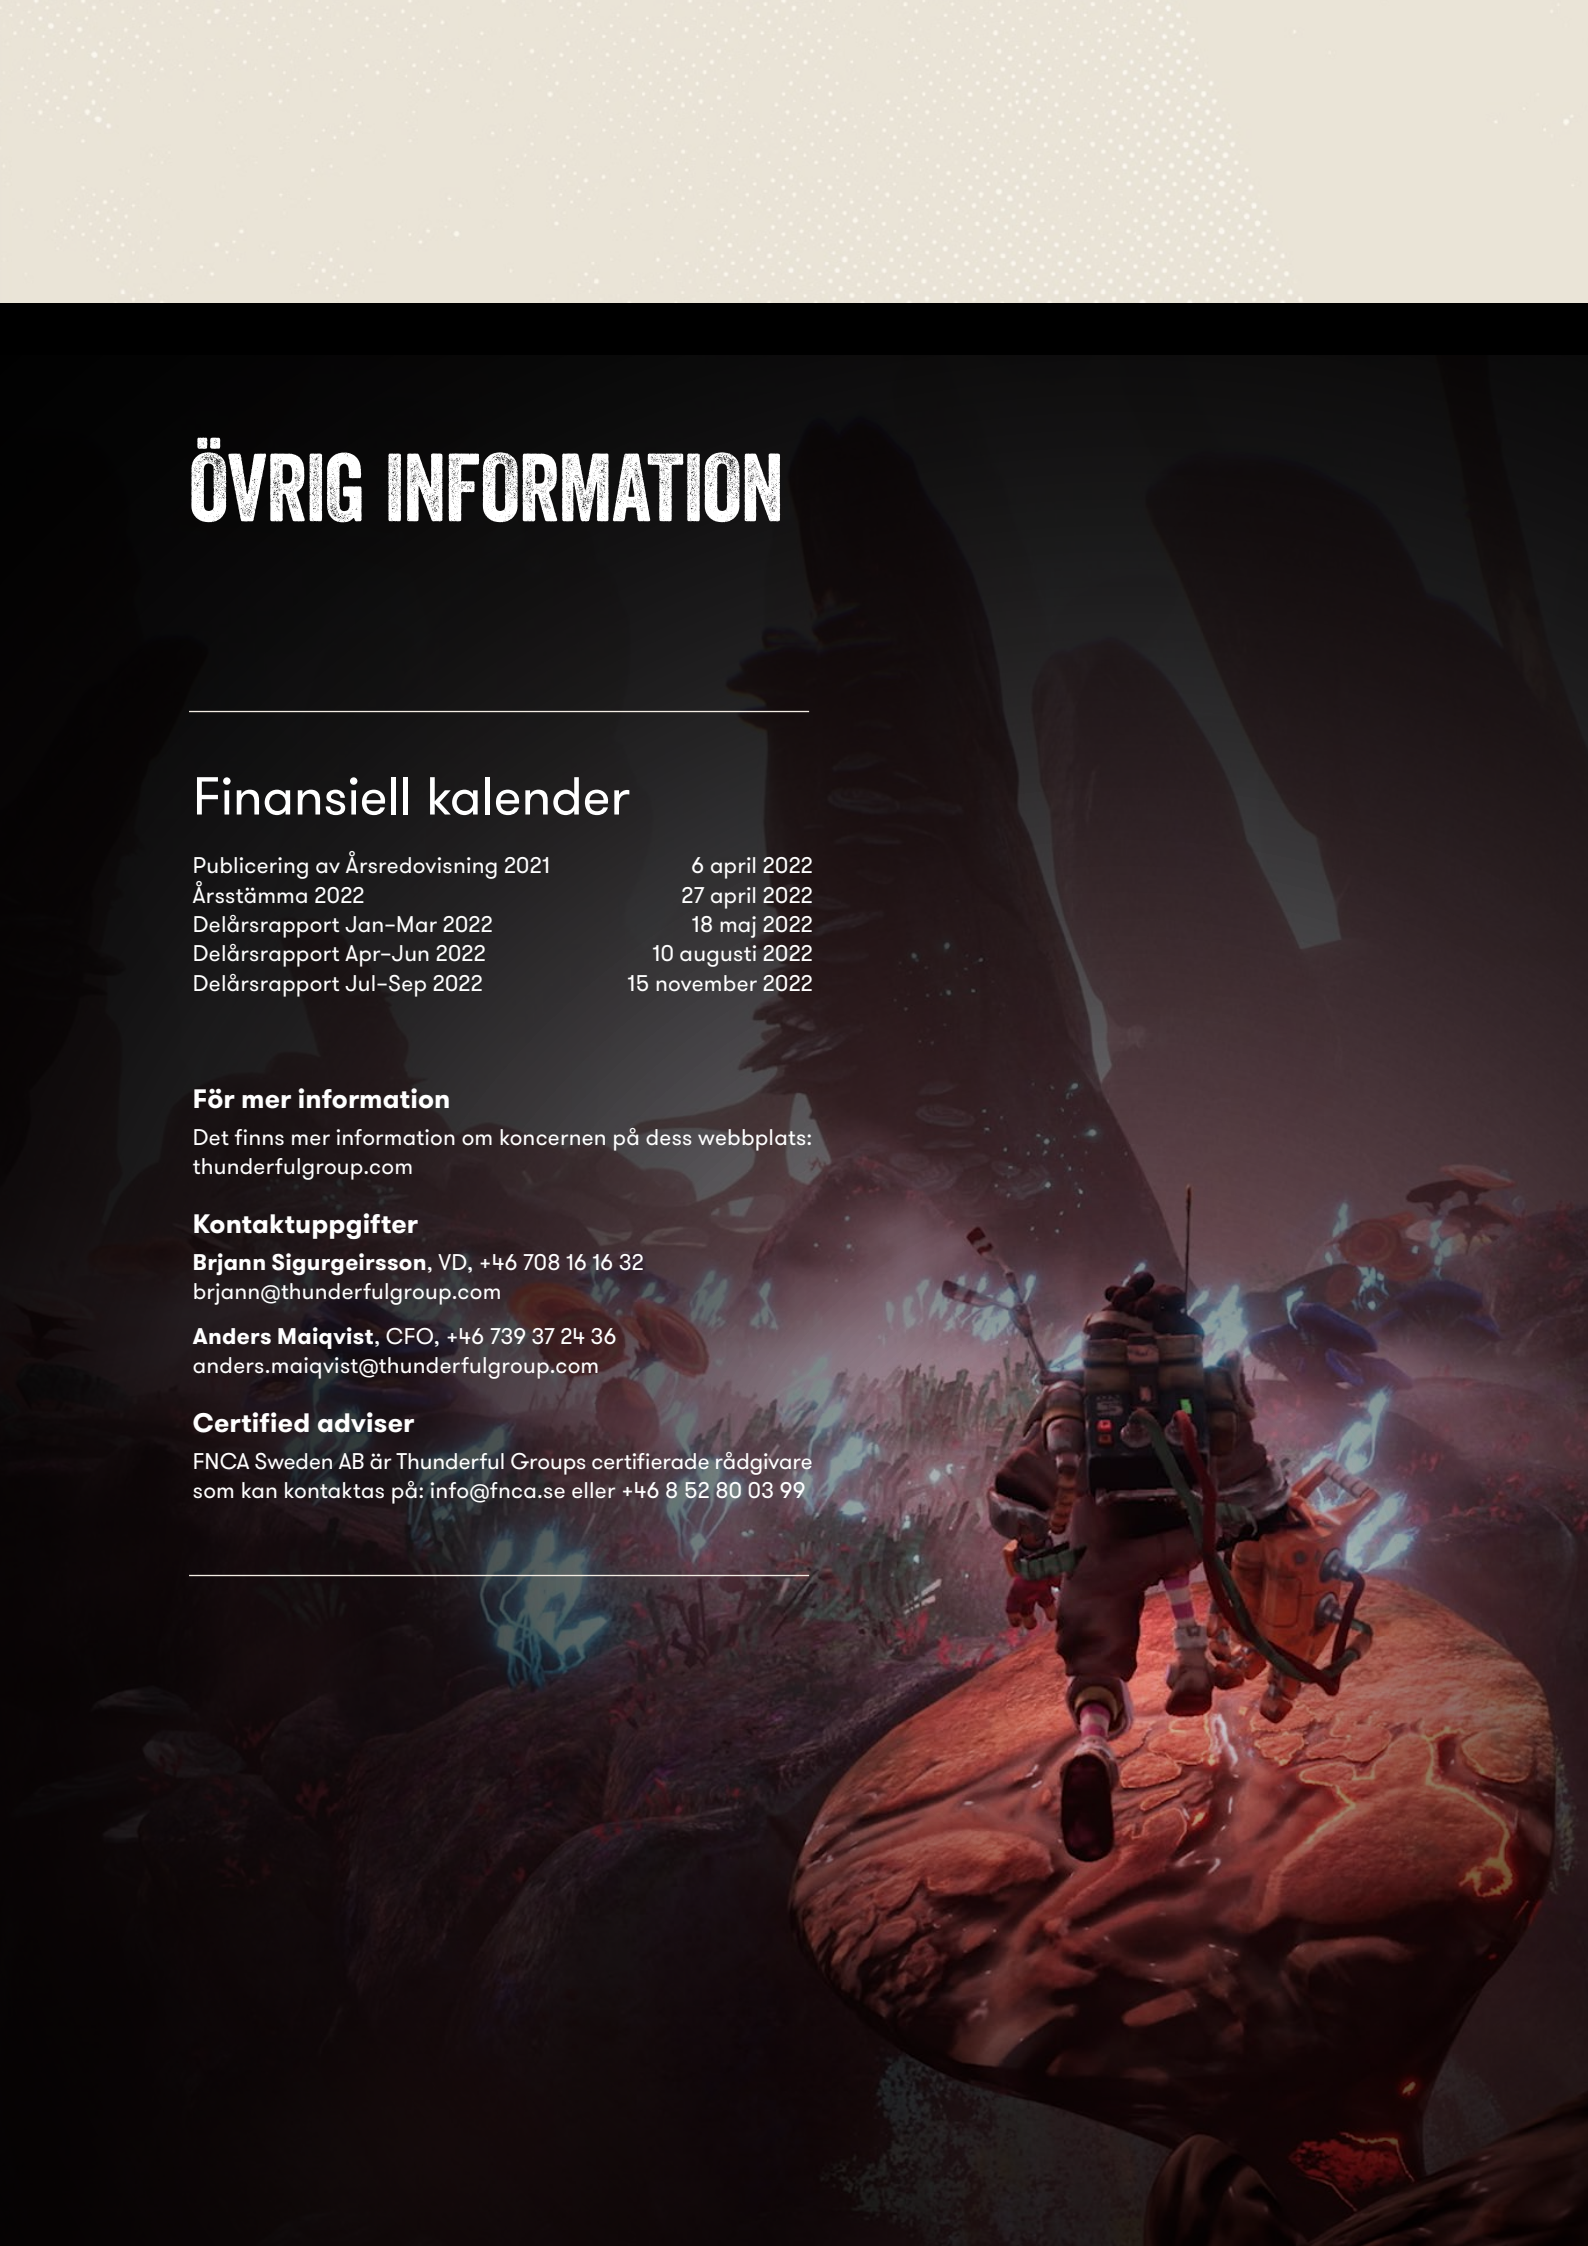 ÖVRIG INFORMATION
Finansiell kalender
Publicering av Årsredovisning 2021 6 april 2022
Årsstämma 2022 27 april 2022
Delårsrapport Jan–Mar 2022 18 maj 2022
Delårsrapport Apr–Jun 2022 10 augusti 2022
Delårsrapport Jul–Sep 2022 15 november 2022
För mer information
Det finns mer information om koncernen på dess webbplats:
thunderfulgroup.com
Kontaktuppgifter
Brjann Sigurgeirsson, VD, +46 708 16 16 32
brjann@thunderfulgroup.com
Anders Maiqvist, CFO, +46 739 37 24 36
anders.maiqvist@thunderfulgroup.com
Certified adviser
FNCA Sweden AB är Thunderful Groups certifierade rådgivare
som kan kontaktas på: info@fnca.se eller +46 8 52 80 03 99